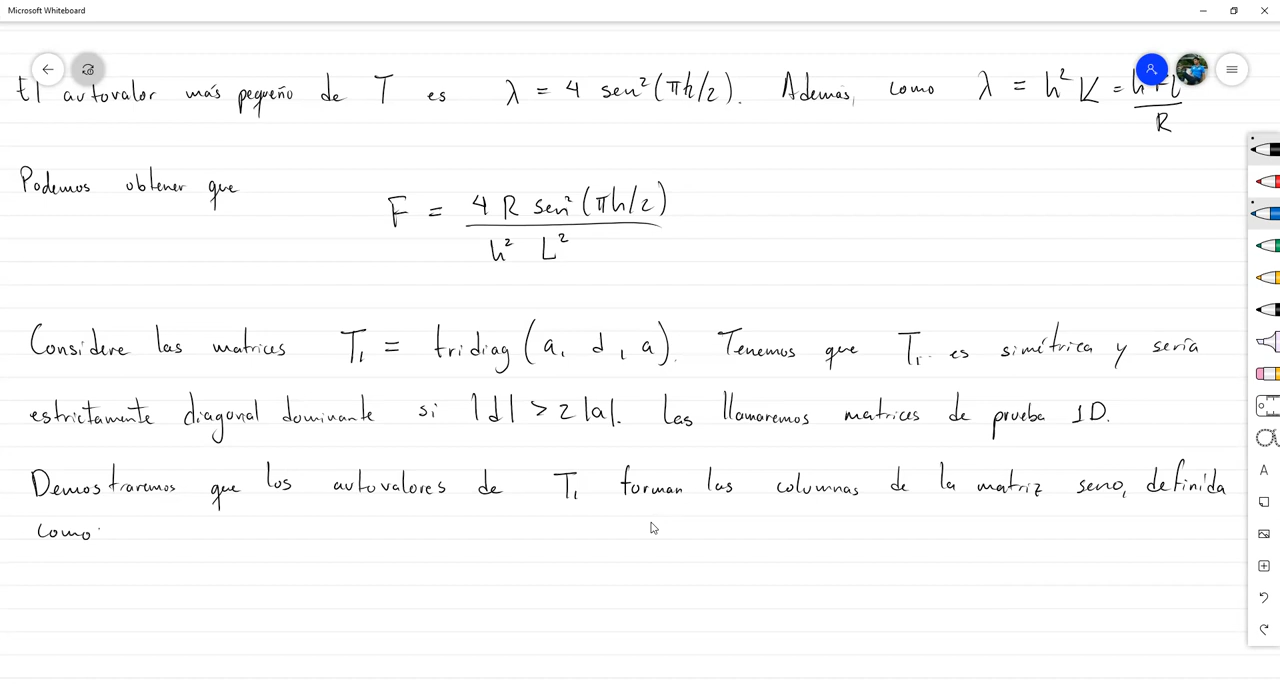 Microsoft Whiteboard
El autovalor más pequeño de T es λ = 4 sen²(πh/2). Además, como λ = h² K =
R
Podemos obtener que
F = 4 R sen²(πh/2) / h² L²
Considere las matrices T₁ = tridiag(a, d, a). Tenemos que T₁ es simétrica y sería
estrictamente diagonal dominante si |d| > 2|a|. Las llamaremos matrices de prueba 1D.
Demostraremos que los autovalores de T₁ forman las columnas de la matriz seno, definida
como:
A